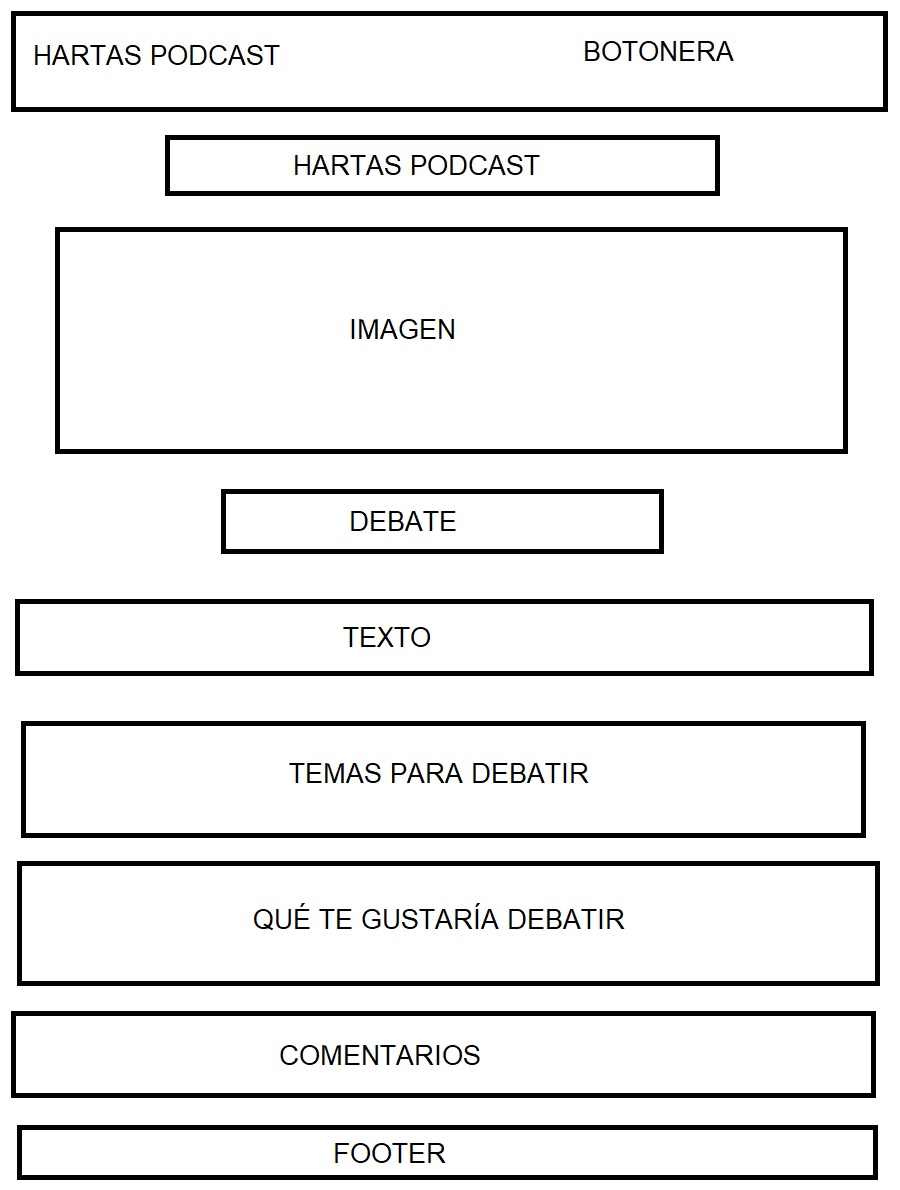 HARTAS PODCAST
BOTONERA
HARTAS PODCAST
IMAGEN
DEBATE
TEXTO
TEMAS PARA DEBATIR
QUÉ TE GUSTARÍA DEBATIR
COMENTARIOS
FOOTER